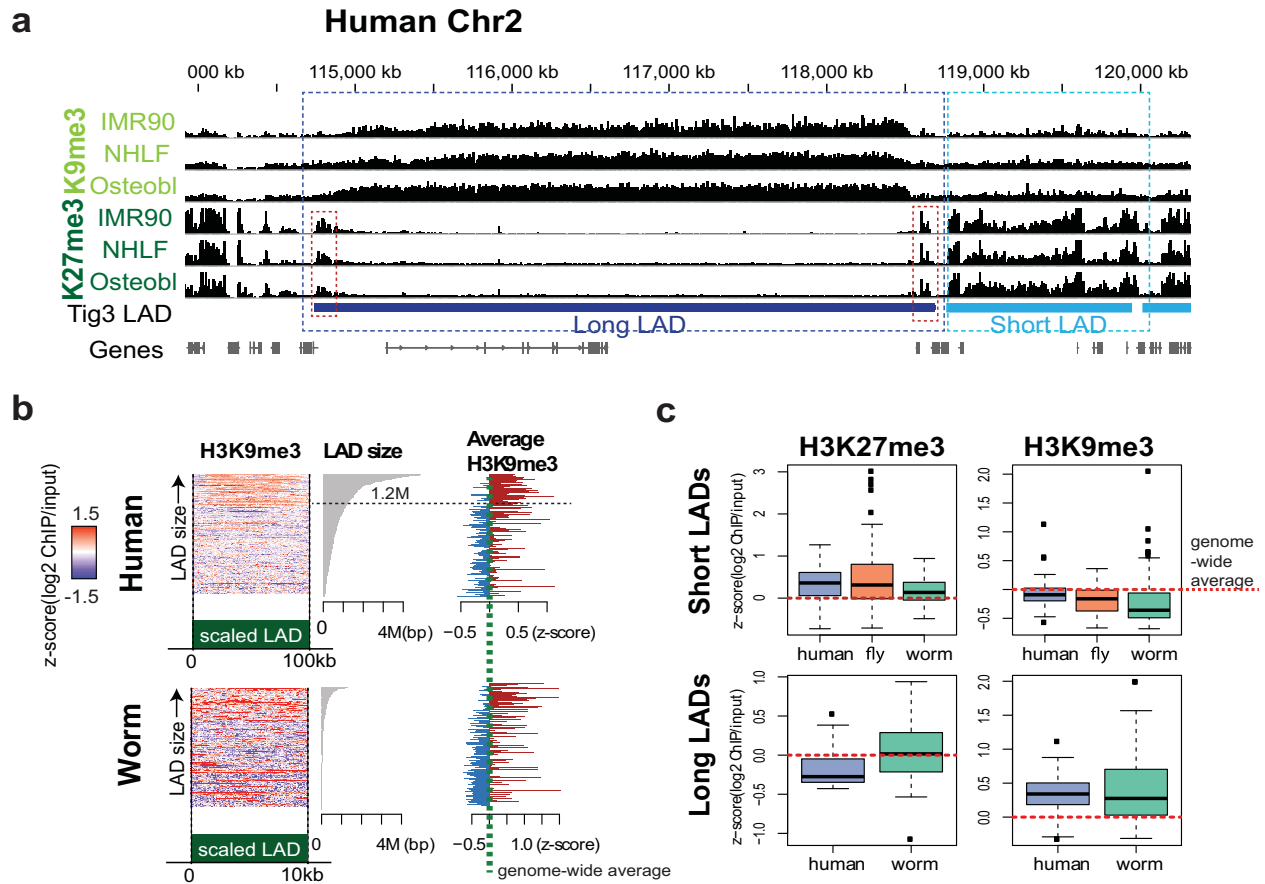 a
Human Chr2
000 kb 115,000 kb 116,000 kb 117,000 kb 118,000 kb 119,000 kb 120,000 kb
K9me3
IMR90
NHLF
Osteobl
K27me3
IMR90
NHLF
Osteobl
Tig3 LAD
Long LAD Short LAD
Genes
b
H3K9me3 LAD size Average H3K9me3
z-score(log2 ChIP/input)
1.5
-1.5
Human
LAD size
1.2M
scaled LAD
0 100kb
0 4M(bp)
−0.5 0.5 (z-score)
Worm
LAD size
scaled LAD
0 10kb
0 4M (bp)
−0.5 1.0 (z-score)
genome-wide average
c
H3K27me3 H3K9me3
Short LADs
z−score(log2 ChIP/input)
3
2
1
0
human fly worm
2.0
1.5
1.0
0.5
0.0
−0.5
human fly worm
genome
-wide
average
Long LADs
z−score(log2 ChIP/input)
1.0
0.5
0.0
−0.5
−1.0
human worm
2.0
1.5
1.0
0.5
0.0
human worm